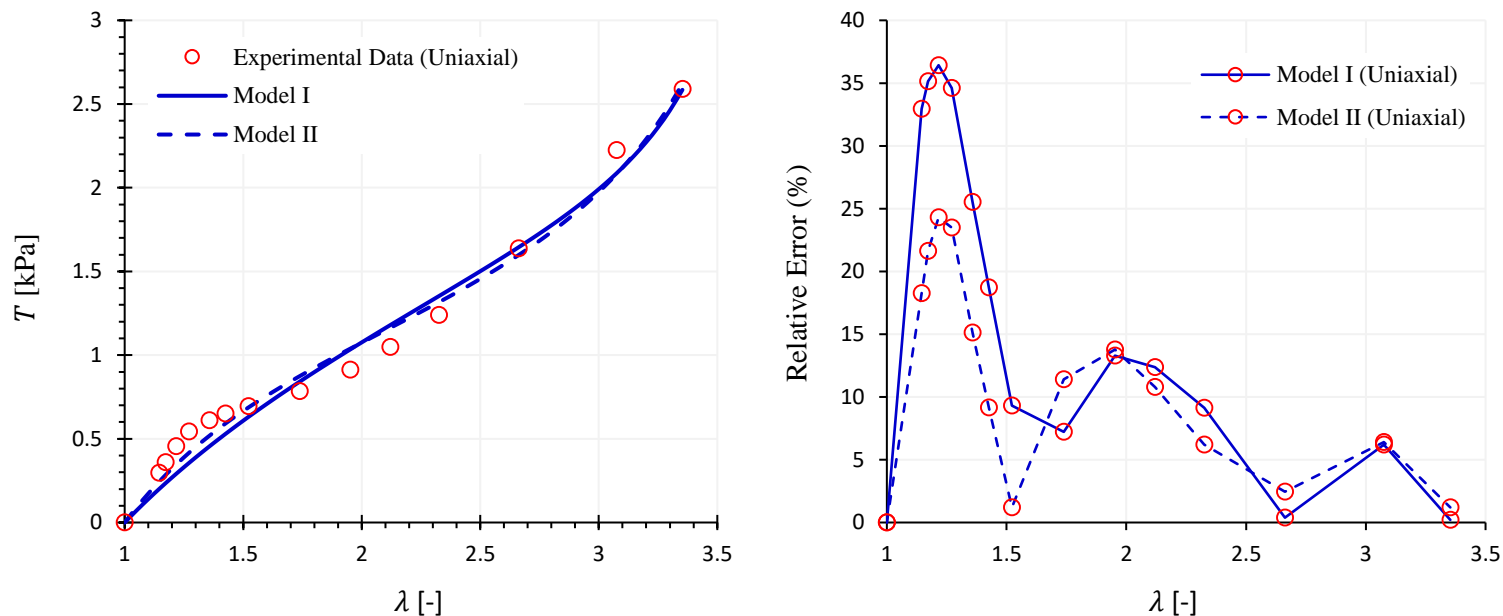 3
2.5
2
1.5
1
0.5
0
T [kPa]
Experimental Data (Uniaxial)
Model I
Model II
1 1.5 2 2.5 3 3.5
λ [-]
40
35
30
25
20
15
10
5
0
Relative Error (%)
Model I (Uniaxial)
Model II (Uniaxial)
1 1.5 2 2.5 3 3.5
λ [-]